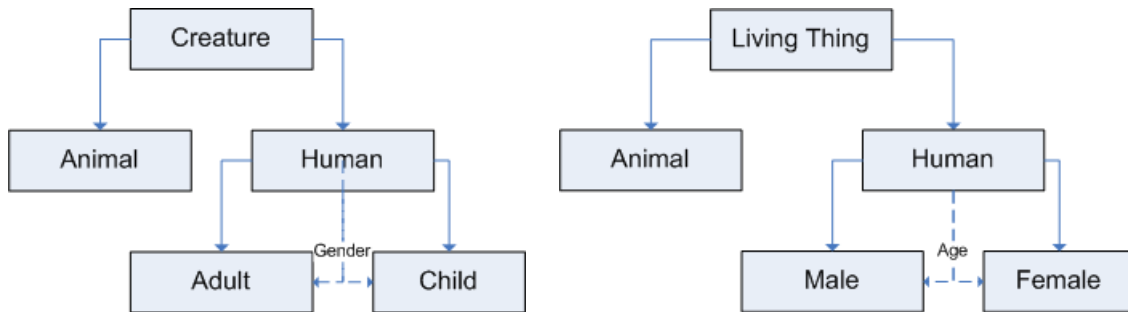 Creature
Living Thing
Animal
Human
Animal
Human
Gender
Age
Adult
Child
Male
Female